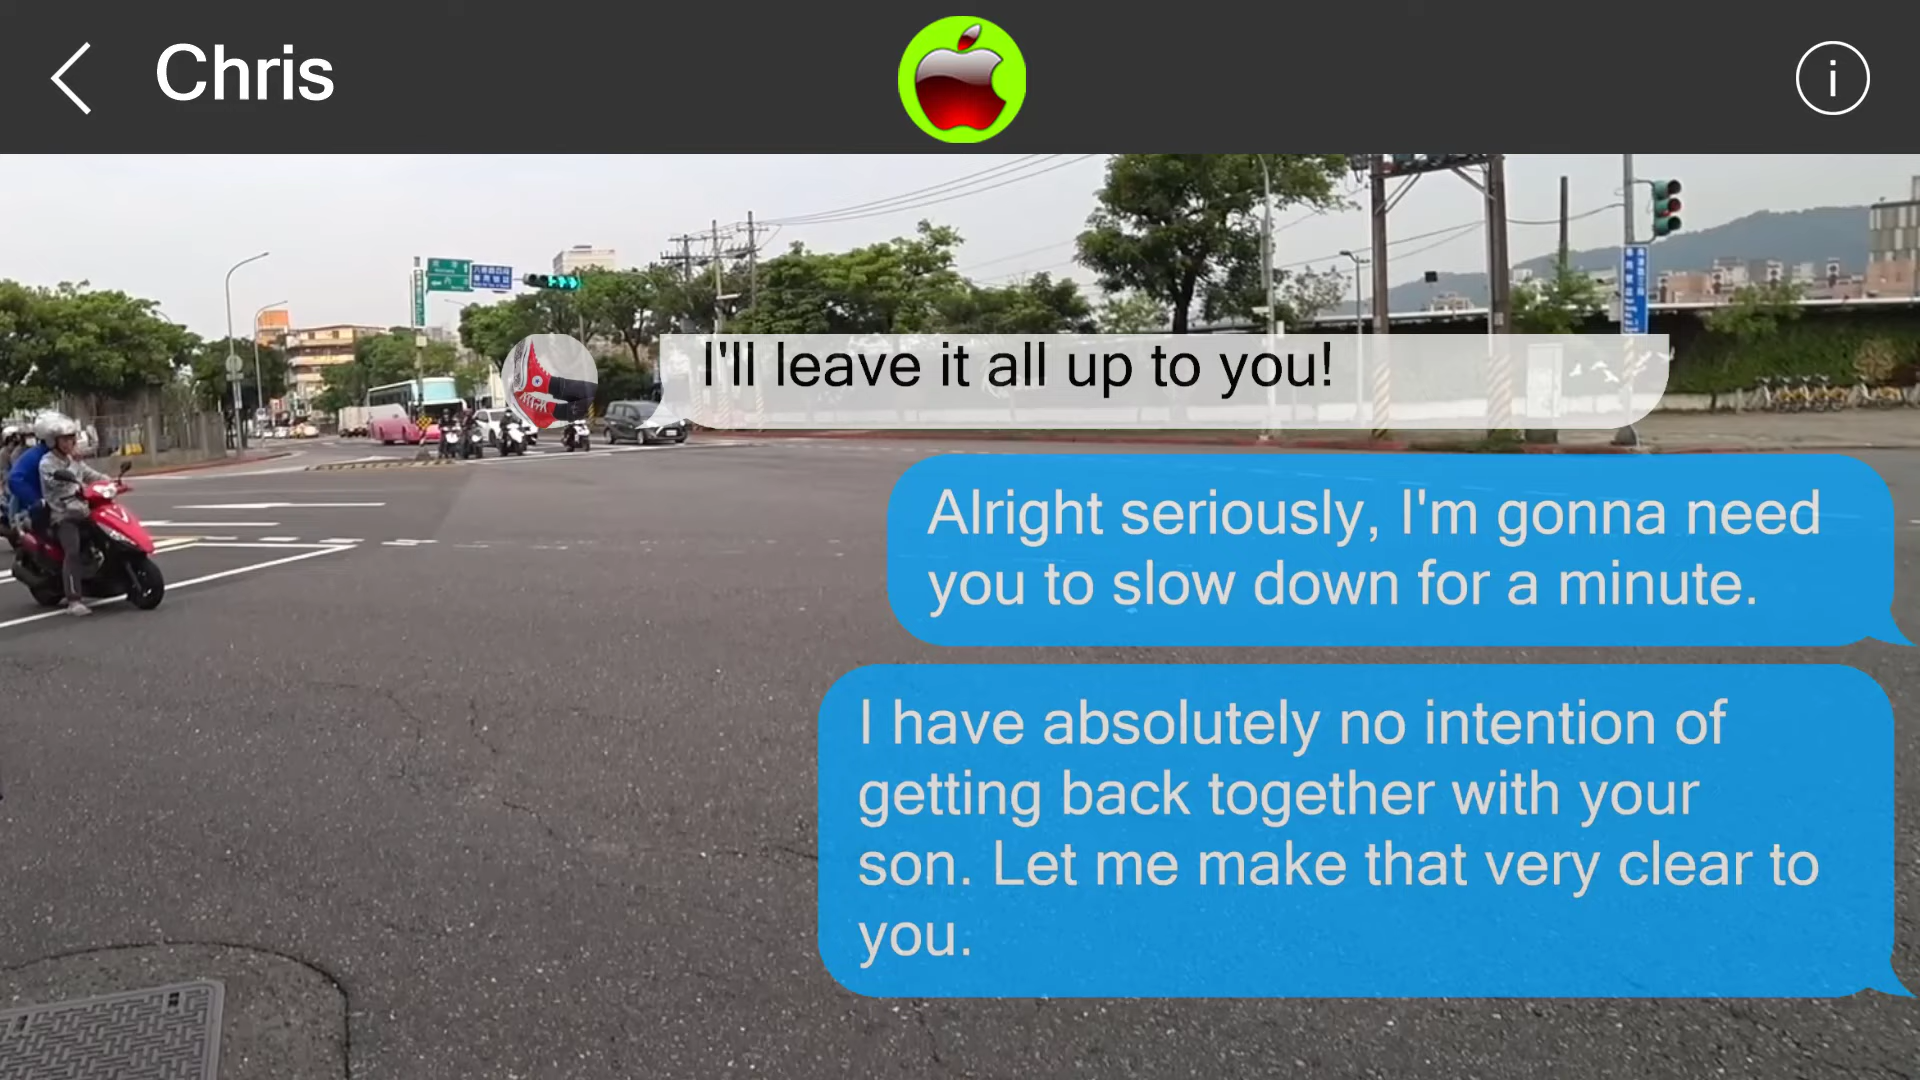 Chris
i
I'll leave it all up to you!
Alright seriously, I'm gonna need
you to slow down for a minute.
I have absolutely no intention of
getting back together with your
son. Let me make that very clear to
you.